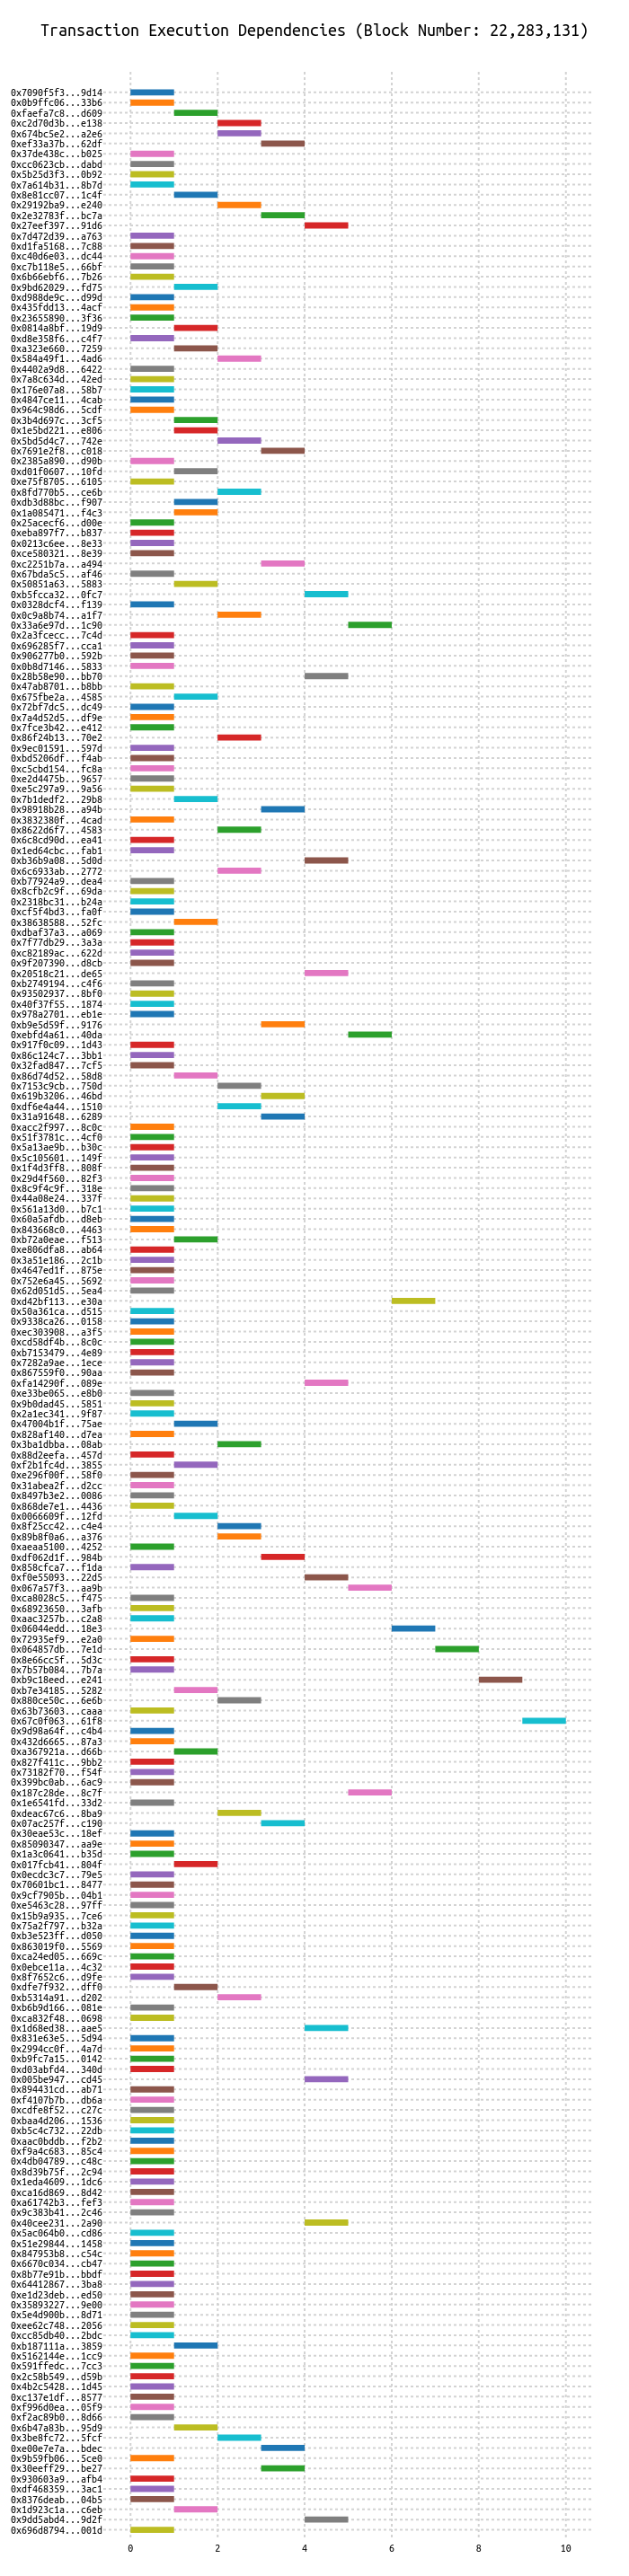 Transaction Execution Dependencies (Block Number: 22,283,131)
0x7090f5f3...9d14
0x0b9ffc06...33b6
0xfaefa7c8...d609
0xc2d70d3b...e138
0x674bc5e2...a2e6
0xef33a37b...62df
0x37de438c...b025
0xcc0623cb...dabd
0x5b25d3f3...0b92
0x7a614b31...8b7d
0x8e81cc07...1c4f
0x29192ba9...e240
0x2e32783f...bc7a
0x27eef397...91d6
0x7d472d39...a763
0xd1fa5168...7c88
0xc40d6e03...dc44
0xc7b118e5...66bf
0x6b66ebf6...7b26
0x9bd62029...fd75
0xd988de9c...d99d
0x435fdd13...4acf
0x23655890...3f36
0x0814a8bf...19d9
0xd8e358f6...c4f7
0xa323e660...7259
0x584a49f1...4ad6
0x4402a9d8...6422
0x7a8c634d...42ed
0x176e07a8...58b7
0x4847ce11...4cab
0x964c98d6...5cdf
0x3b4d697c...3cf5
0x1e5bd221...e806
0x5bd5d4c7...742e
0x7691e2f8...c018
0x2385a890...d90b
0xd01f0607...10fd
0xe75f8705...6105
0x8fd770b5...ce6b
0xdb3d88bc...f907
0x1a085471...f4c3
0x25acecf6...d00e
0xeba897f7...b837
0x0213c6ee...8e33
0xce580321...8e39
0xc2251b7a...a494
0x67bda5c5...af46
0x50851a63...5883
0xb5fcca32...0fc7
0x0328dcf4...f139
0x0c9a8b74...a1f7
0x33a6e97d...1c90
0x2a3fcecc...7c4d
0x696285f7...cca1
0x906277b0...592b
0x0b8d7146...5833
0x28b58e90...bb70
0x47ab8701...b8bb
0x675fbe2a...4585
0x72bf7dc5...dc49
0x7a4d52d5...df9e
0x7fce3b42...e412
0x86f24b13...70e2
0x9ec01591...597d
0xbd5206df...f4ab
0xc5cbd154...fc8a
0xe2d4475b...9657
0xe5c297a9...9a56
0x7b1dedf2...29b8
0x98918b28...a94b
0x3832380f...4cad
0x8622d6f7...4583
0x6c8cd90d...ea41
0x1ed64cbc...fab1
0xb36b9a08...5d0d
0x6c6933ab...2772
0xb77924a9...dea4
0x8cfb2c9f...69da
0x2318bc31...b24a
0xcf5f4bd3...fa0f
0x38638588...52fc
0xdbaf37a3...a069
0x7f77db29...3a3a
0xc82189ac...622d
0x9f207390...d8cb
0x20518c21...de65
0xb2749194...c4f6
0x93502937...8bf0
0x40f37f55...1874
0x978a2701...eb1e
0xb9e5d59f...9176
0xebfd4a61...40da
0x917f0c09...1d43
0x86c124c7...3bb1
0x32fad847...7cf5
0x86d74d52...58d8
0x7153c9cb...750d
0x619b3206...46bd
0xdf6e4a44...1510
0x31a91648...6289
0xacc2f997...8c0c
0x51f3781c...4cf0
0x5a13ae9b...b30c
0x5c105601...149f
0x1f4d3ff8...808f
0x29d4f560...82f3
0x8c9f4c9f...318e
0x44a08e24...337f
0x561a13d0...b7c1
0x60a5afdb...d8eb
0x843668c0...4463
0xb72a0eae...f513
0xe806dfa8...ab64
0x3a51e186...2c1b
0x4647ed1f...875e
0x752e6a45...5692
0x62d051d5...5ea4
0xd42bf113...e30a
0x50a361ca...d515
0x9338ca26...0158
0xec303908...a3f5
0xcd58df4b...8c0c
0xb7153479...4e89
0x7282a9ae...1ece
0x867559f0...90aa
0xfa14290f...089e
0xe33be065...e8b0
0x9b0dad45...5851
0x2a1ec341...9f87
0x47004b1f...75ae
0x828af140...d7ea
0x3ba1dbba...08ab
0x88d2eefa...457d
0xf2b1fc4d...3855
0xe296f00f...58f0
0x31abea2f...d2cc
0x8497b3e2...0086
0x868de7e1...4436
0x0066609f...12fd
0x8f25cc42...c4e4
0x89b8f0a6...a376
0xaeaa5100...4252
0xdf062d1f...984b
0x858cfca7...f1da
0xf0e55093...22d5
0x067a57f3...aa9b
0xca8028c5...f475
0x68923650...3afb
0xaac3257b...c2a8
0x06044edd...18e3
0x72935ef9...e2a0
0x064857db...7e1d
0x8e66cc5f...5d3c
0x7b57b084...7b7a
0xb9c18eed...e241
0xb7e34185...5282
0x880ce50c...6e6b
0x63b73603...caaa
0x67c0f063...61f8
0x9d98a64f...c4b4
0x432d6665...87a3
0xa367921a...d66b
0x827f411c...9bb2
0x73182f70...f54f
0x399bc0ab...6ac9
0x187c28de...8c7f
0x1e6541fd...33d2
0xdeac67c6...8ba9
0x07ac257f...c190
0x30eae53c...18ef
0x85090347...aa9e
0x1a3c0641...b35d
0x017fcb41...804f
0x0ecdc3c7...79e5
0x70601bc1...8477
0x9cf7905b...04b1
0xe5463c28...97ff
0x15b9a935...7ce6
0x75a2f797...b32a
0xb3e523ff...d050
0x863019f0...5569
0xca24ed05...669c
0x0ebce11a...4c32
0x8f7652c6...d9fe
0xdfe7f932...dff0
0xb5314a91...d202
0xb6b9d166...081e
0xca832f48...0698
0x1d68ed38...aae5
0x831e63e5...5d94
0x2994cc0f...4a7d
0xb9fc7a15...0142
0xd03abfd4...340d
0x005be947...cd45
0x894431cd...ab71
0xf4107b7b...db6a
0xcdfe8f52...c27c
0xbaa4d206...1536
0xb5c4c732...22db
0xaac0bddb...f2b2
0xf9a4c683...85c4
0x4db04789...c48c
0x8d39b75f...2c94
0x1eda4609...1dc6
0xca16d869...8d42
0xa61742b3...fef3
0x9c383b41...2c46
0x40cee231...2a90
0x5ac064b0...cd86
0x51e29844...1458
0x847953b8...c54c
0x6670c034...cb47
0x8b77e91b...bbdf
0x64412867...3ba8
0xe1d23deb...ed50
0x35893227...9e00
0x5e4d900b...8d71
0xee62c748...2056
0xcc85db40...2bdc
0xb187111a...3859
0x5162144e...1cc9
0x591ffedc...7cc3
0x2c58b549...d59b
0x4b2c5428...1d45
0xc137e1df...8577
0xf996d0ea...05f9
0xf2ac89b0...8d66
0x6b47a83b...95d9
0x3be8fc72...5fcf
0xe00e7e7a...bdec
0x9b59fb06...5ce0
0x30eeff29...be27
0x930603a9...afb4
0xdf468359...3ac1
0x8376deab...04b5
0x1d923c1a...c6eb
0x9dd5abd4...9d2f
0x696d8794...001d
0 2 4 6 8 10